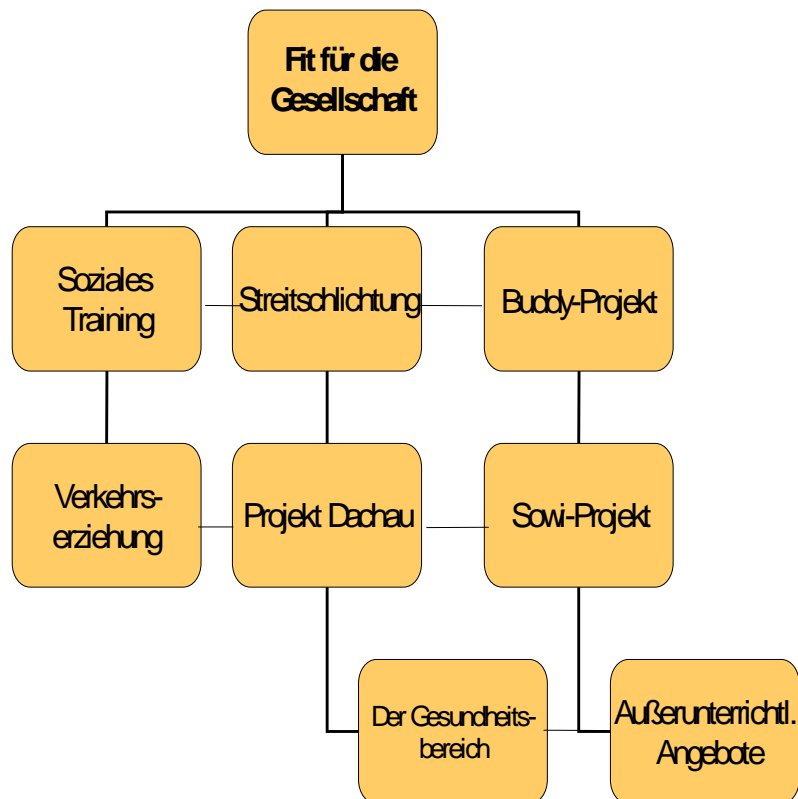 Fit für die
Gesellschaft
Soziales
Training
Streitschlichtung
Buddy-Projekt
Verkehrs-
erziehung
Projekt Dachau
Sowi-Projekt
Der Gesundheits-
bereich
Außerunterrichtl.
Angebote